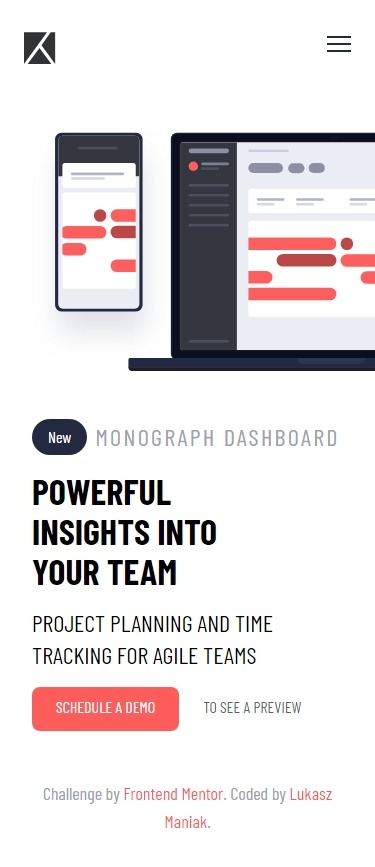 New MONOGRAPH DASHBOARD
POWERFUL
INSIGHTS INTO
YOUR TEAM
PROJECT PLANNING AND TIME
TRACKING FOR AGILE TEAMS
SCHEDULE A DEMO TO SEE A PREVIEW
Challenge by Frontend Mentor. Coded by Lukasz
Maniak.